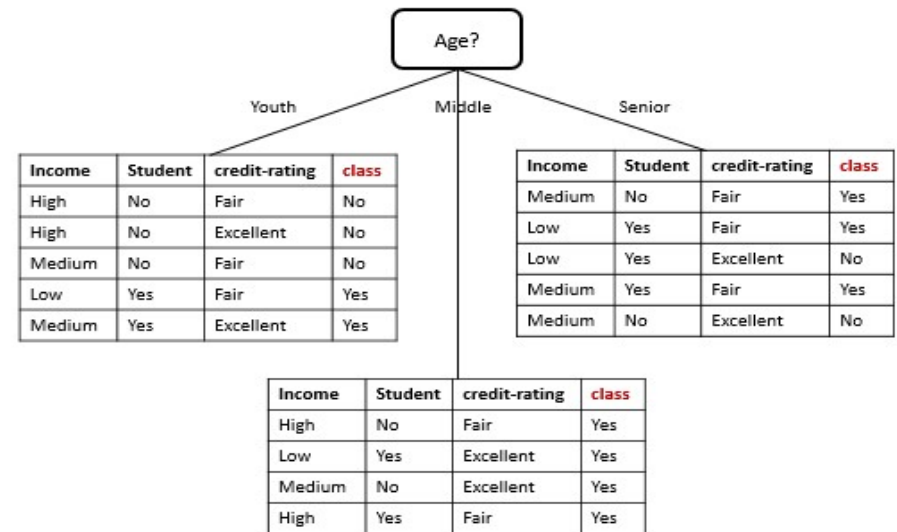 Age?
Youth Middle Senior
Income Student credit-rating class
High No Fair No
High No Excellent No
Medium No Fair No
Low Yes Fair Yes
Medium Yes Excellent Yes
Income Student credit-rating class
Medium No Fair Yes
Low Yes Fair Yes
Low Yes Excellent No
Medium Yes Fair Yes
Medium No Excellent No
Income Student credit-rating class
High No Fair Yes
Low Yes Excellent Yes
Medium No Excellent Yes
High Yes Fair Yes